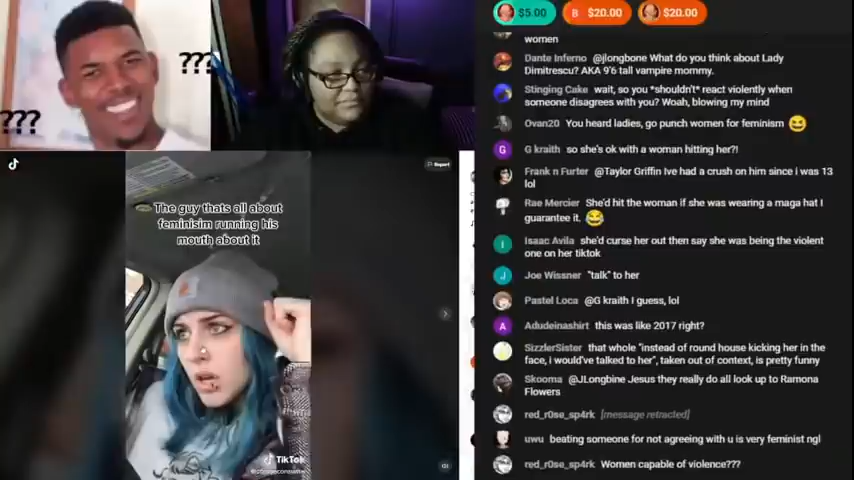 ???
???
Report
The guy thats all about
feminisim running his
mouth about it
TikTok
$5.00
B $20.00
$20.00
women
Dante Inferno @jlongbone What do you think about Lady
Dimitrescu? AKA 9'6 tall vampire mommy.
Stinging Cake wait, so you *shouldn't* react violently when
someone disagrees with you? Woah, blowing my mind
Ovan20 You heard ladies, go punch women for feminism
G G kraith so she's ok with a woman hitting her?!
Frank n Furter @Taylor Griffin Ive had a crush on him since i was 13
lol
Rae Mercier She'd hit the woman if she was wearing a maga hat I
guarantee it.
I Isaac Avila she'd curse her out then say she was being the violent
one on her tiktok
J Joe Wissner "talk" to her
Pastel Loca @G kraith I guess, lol
A Adudeinashirt this was like 2017 right?
SizzlerSister that whole "instead of round house kicking her in the
face, i would've talked to her", taken out of context, is pretty funny
Skooma @JLongbine Jesus they really do all look up to Ramona
Flowers
red_r0se_sp4rk [message retracted]
uwu beating someone for not agreeing with u is very feminist ngl
red_r0se_sp4rk Women capable of violence???